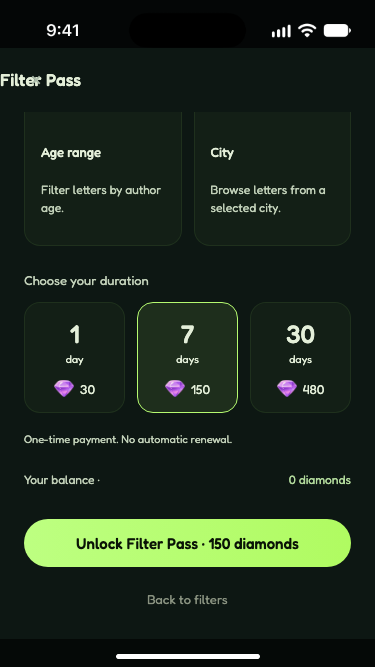 9:41
Filter Pass
Age range
Filter letters by author
age.
City
Browse letters from a
selected city.
Choose your duration
1
day
30
7
days
150
30
days
480
One-time payment. No automatic renewal.
Your balance · 0 diamonds
Unlock Filter Pass · 150 diamonds
Back to filters